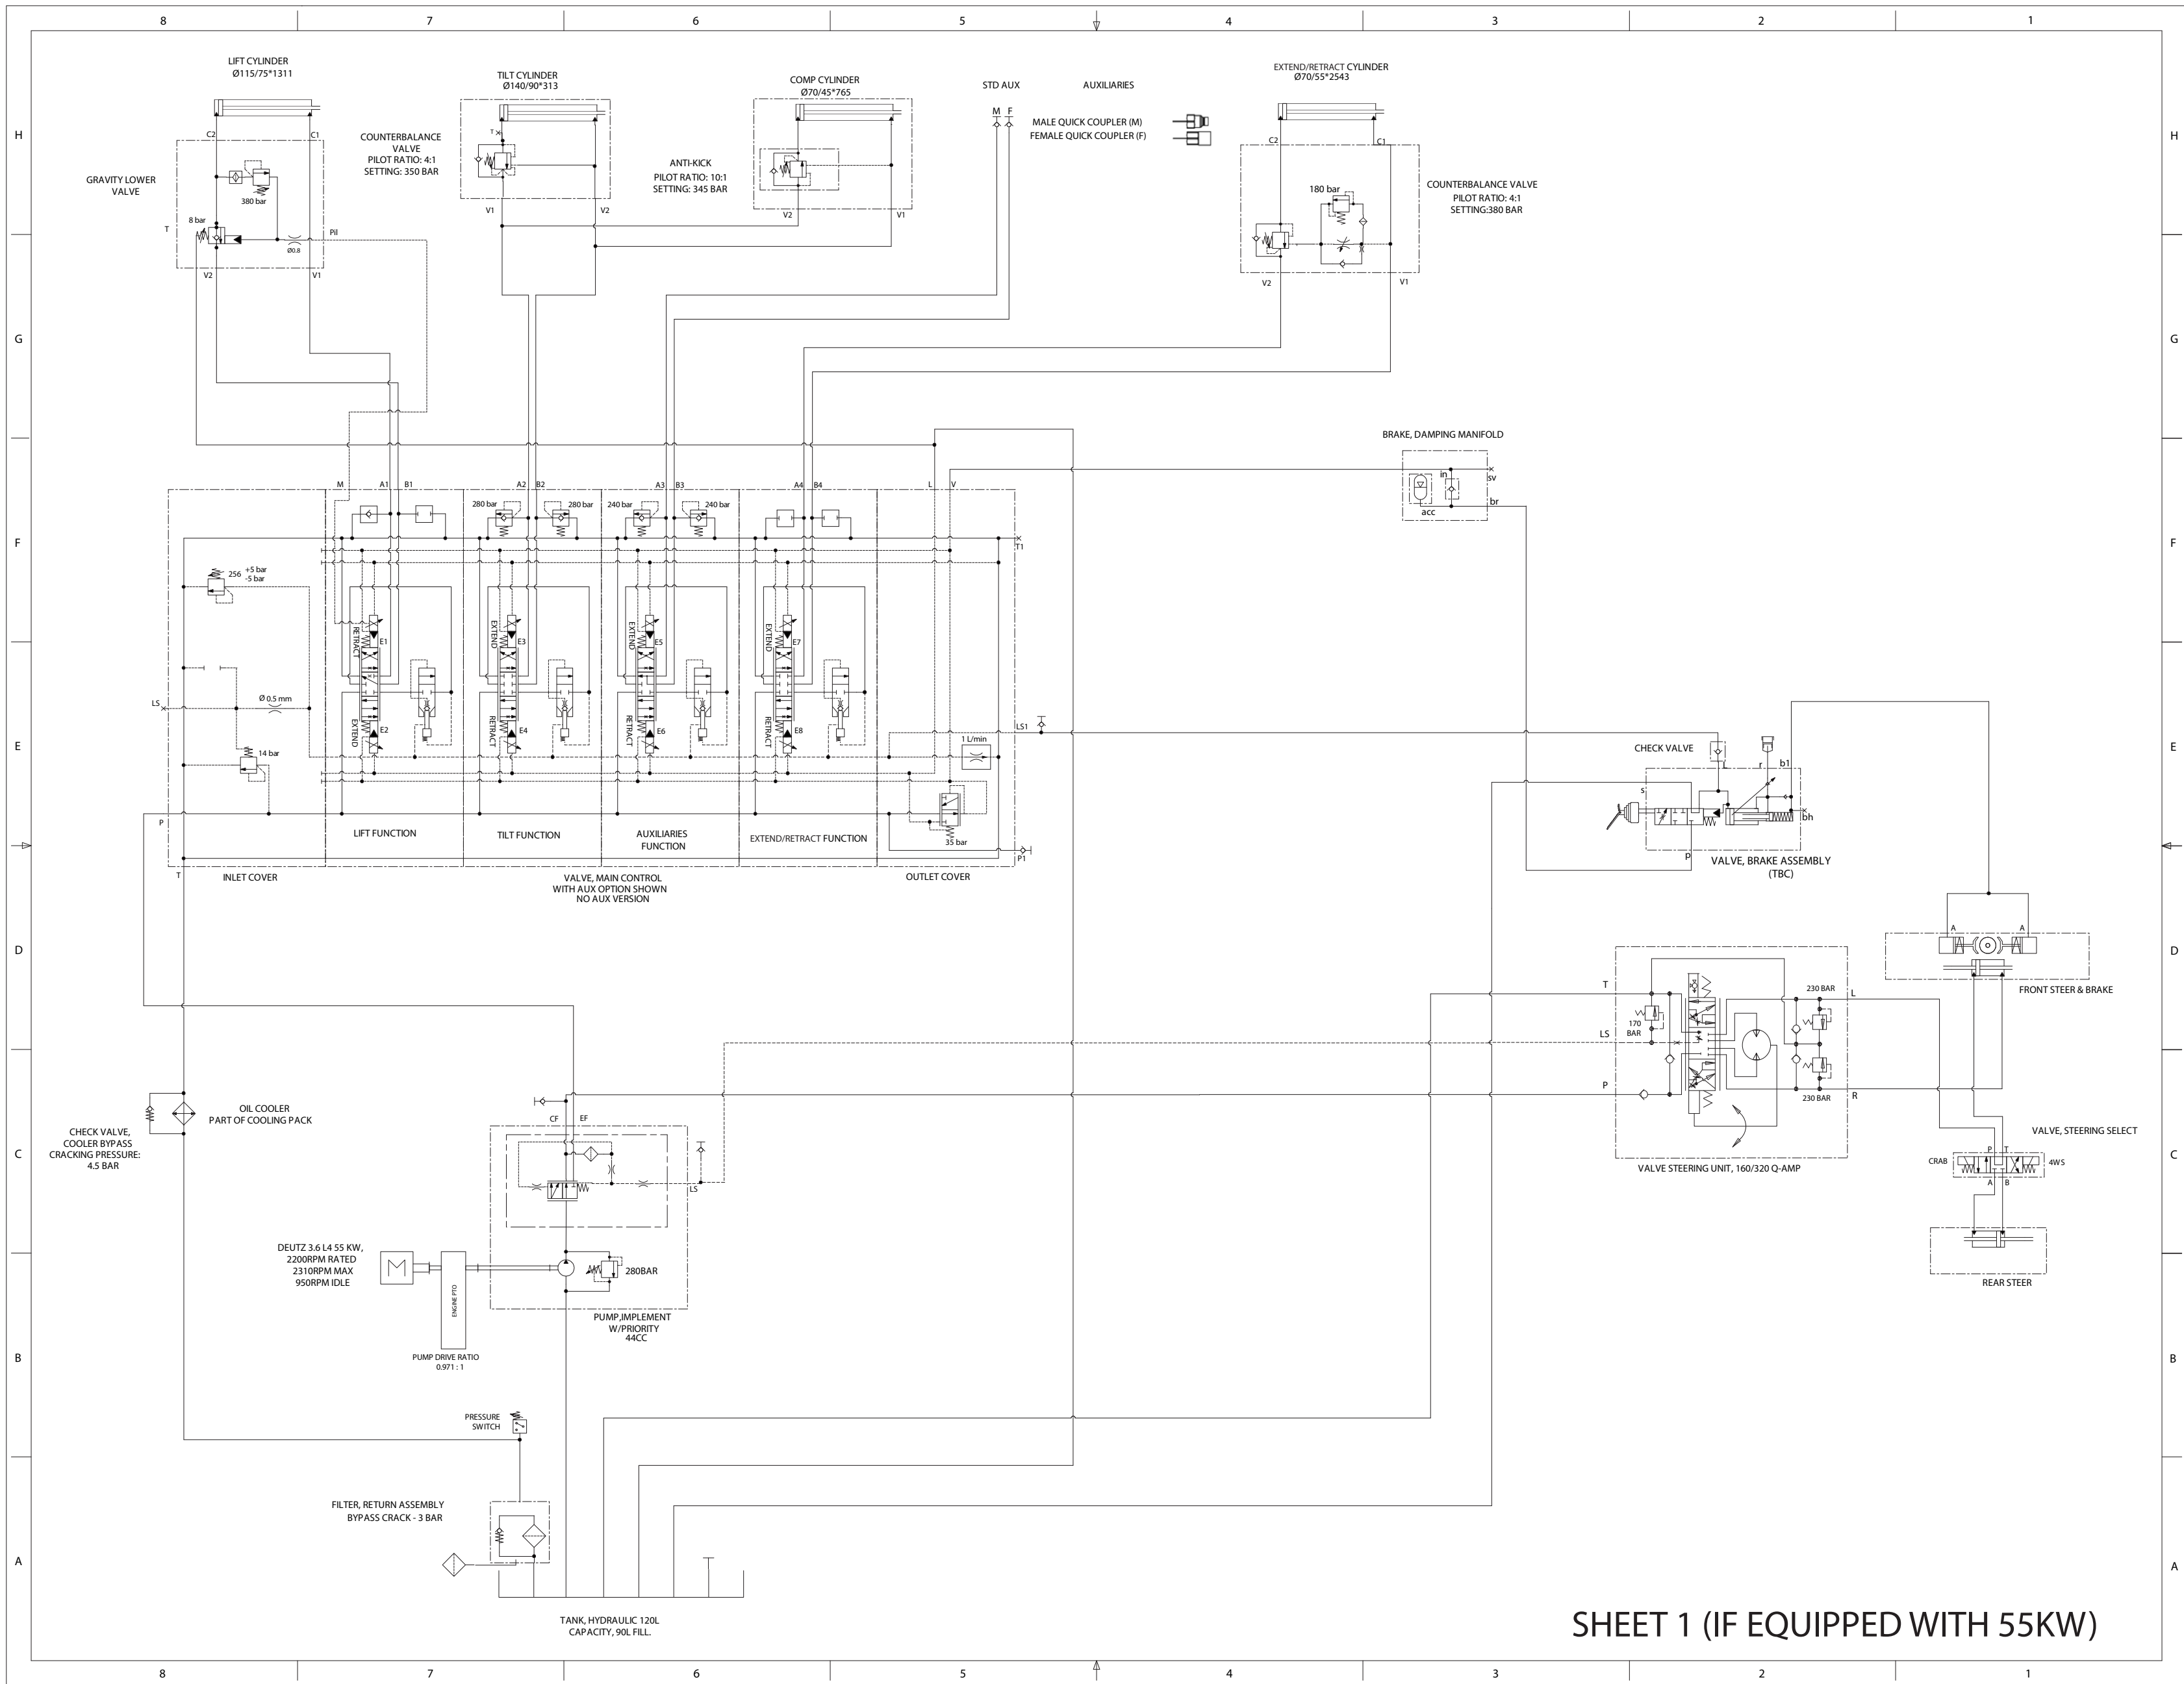 8 7 6 5 4 3 2 1
LIFT CYLINDER
Ø115/75*1311
TILT CYLINDER
Ø140/90*313
COMP CYLINDER
Ø70/45*765
STD AUX
AUXILIARIES
EXTEND/RETRACT CYLINDER
Ø70/55*2543
M F
MALE QUICK COUPLER (M)
FEMALE QUICK COUPLER (F)
H
H
C2
C1
COUNTERBALANCE
VALVE
PILOT RATIO: 4:1
SETTING: 350 BAR
T
ANTI-KICK
PILOT RATIO: 10:1
SETTING: 345 BAR
C2
C1
GRAVITY LOWER
VALVE
380 bar
180 bar
COUNTERBALANCE VALVE
PILOT RATIO: 4:1
SETTING:380 BAR
8 bar
T
Pil
Ø0.8
V1
V2
V2
V1
V2
V1
V2
V1
G
G
BRAKE, DAMPING MANIFOLD
in
sv
br
acc
M
A1
B1
A2
B2
A3
B3
A4
B4
L
V
280 bar
280 bar
240 bar
240 bar
F
F
T1
256
+5 bar
-5 bar
RETRACT
E1
EXTEND
E3
EXTEND
E5
EXTEND
E7
LS
Ø 0.5 mm
EXTEND
E2
RETRACT
E4
RETRACT
E6
RETRACT
E8
LS1
E
E
14 bar
1 L/min
CHECK VALVE
L
r
b1
s
bh
p
VALVE, BRAKE ASSEMBLY
(TBC)
P
LIFT FUNCTION
TILT FUNCTION
AUXILIARIES
FUNCTION
EXTEND/RETRACT FUNCTION
35 bar
P1
T
INLET COVER
VALVE, MAIN CONTROL
WITH AUX OPTION SHOWN
NO AUX VERSION
OUTLET COVER
D
D
A
A
FRONT STEER & BRAKE
T
230 BAR
L
170
BAR
LS
P
230 BAR
R
VALVE STEERING UNIT, 160/320 Q-AMP
OIL COOLER
PART OF COOLING PACK
CHECK VALVE,
COOLER BYPASS
CRACKING PRESSURE:
4.5 BAR
CF
EF
LS
C
C
VALVE, STEERING SELECT
P
T
CRAB
4WS
A
B
REAR STEER
DEUTZ 3.6 L4 55 KW,
2200RPM RATED
2310RPM MAX
950RPM IDLE
M
ENGINE PTO
280BAR
PUMP,IMPLEMENT
W/PRIORITY
44CC
PUMP DRIVE RATIO
0.971 : 1
B
B
PRESSURE
SWITCH
FILTER, RETURN ASSEMBLY
BYPASS CRACK - 3 BAR
A
A
TANK, HYDRAULIC 120L
CAPACITY, 90L FILL.
SHEET 1 (IF EQUIPPED WITH 55KW)
8 7 6 5 4 3 2 1